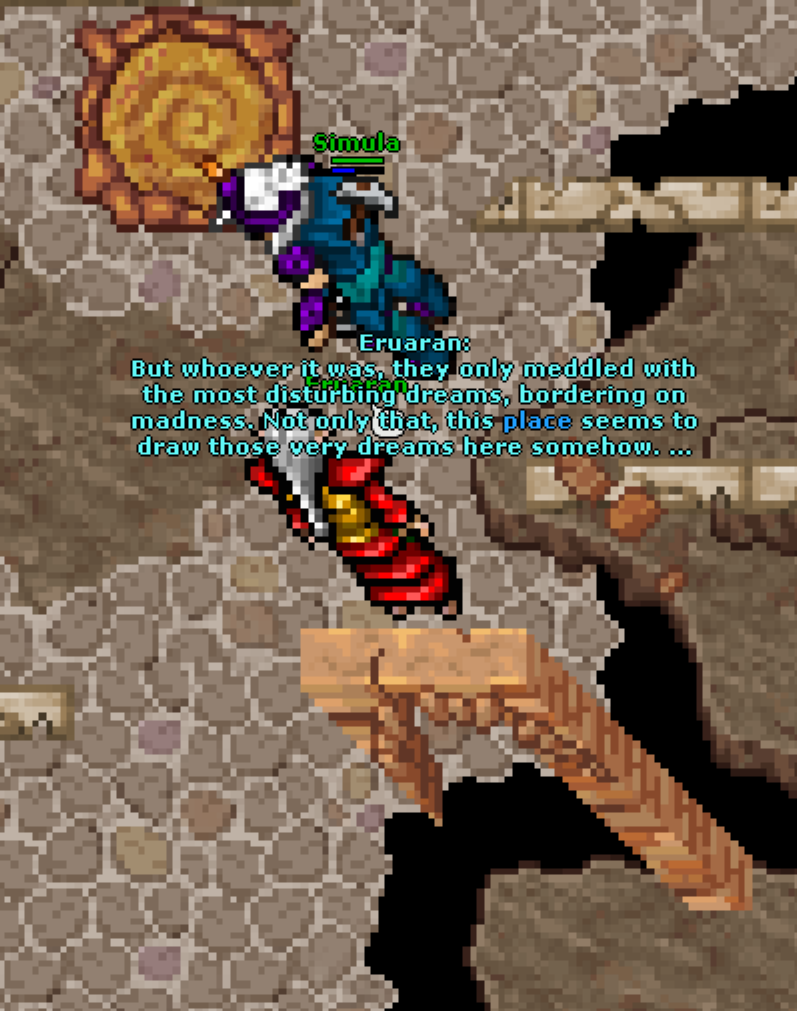 Simula
Eruaran:
But whoever it was, they only meddled with
Eruaran
the most disturbing dreams, bordering on
madness. Not only that, this place seems to
draw those very dreams here somehow. ...